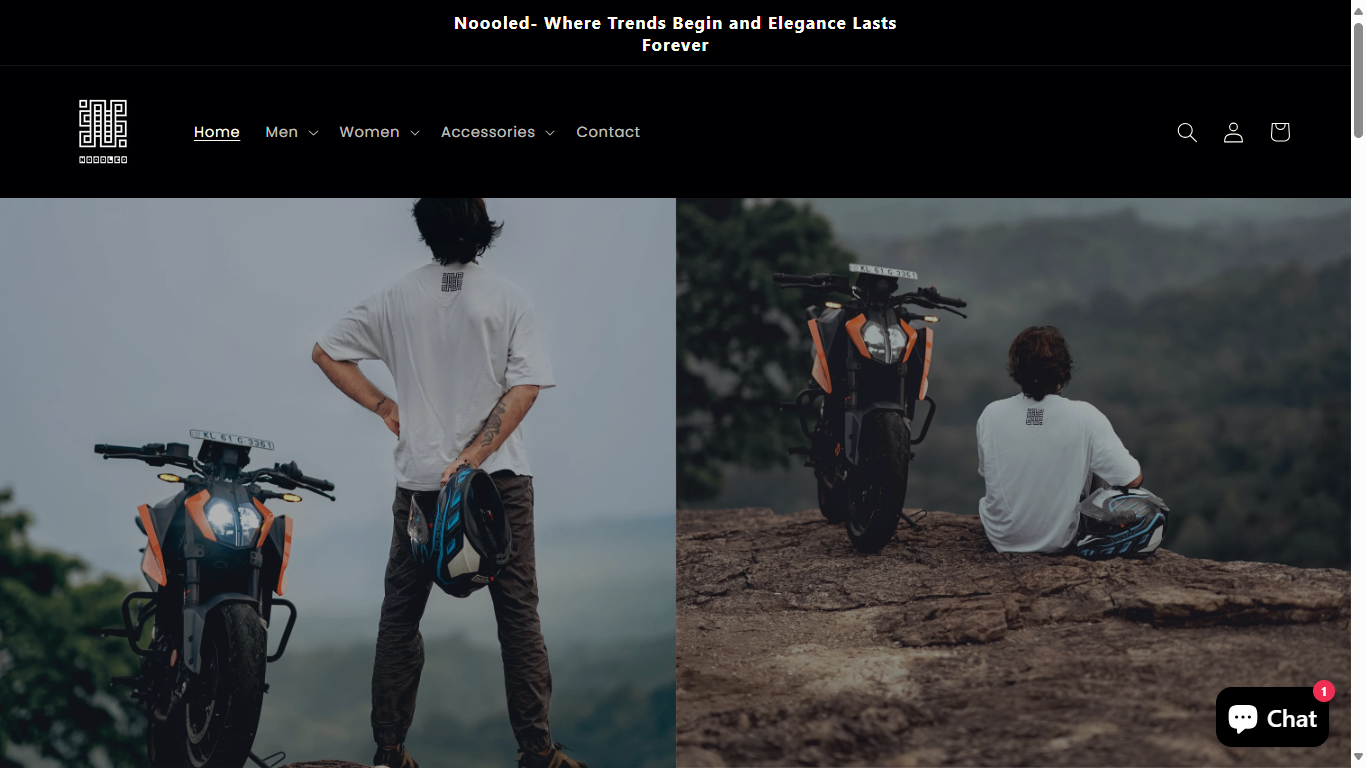 Noooled- Where Trends Begin and Elegance Lasts
Forever
NOOOLED
Home
Men
Women
Accessories
Contact
KL 61 G 3361
KL 61 G 3361
1
Chat